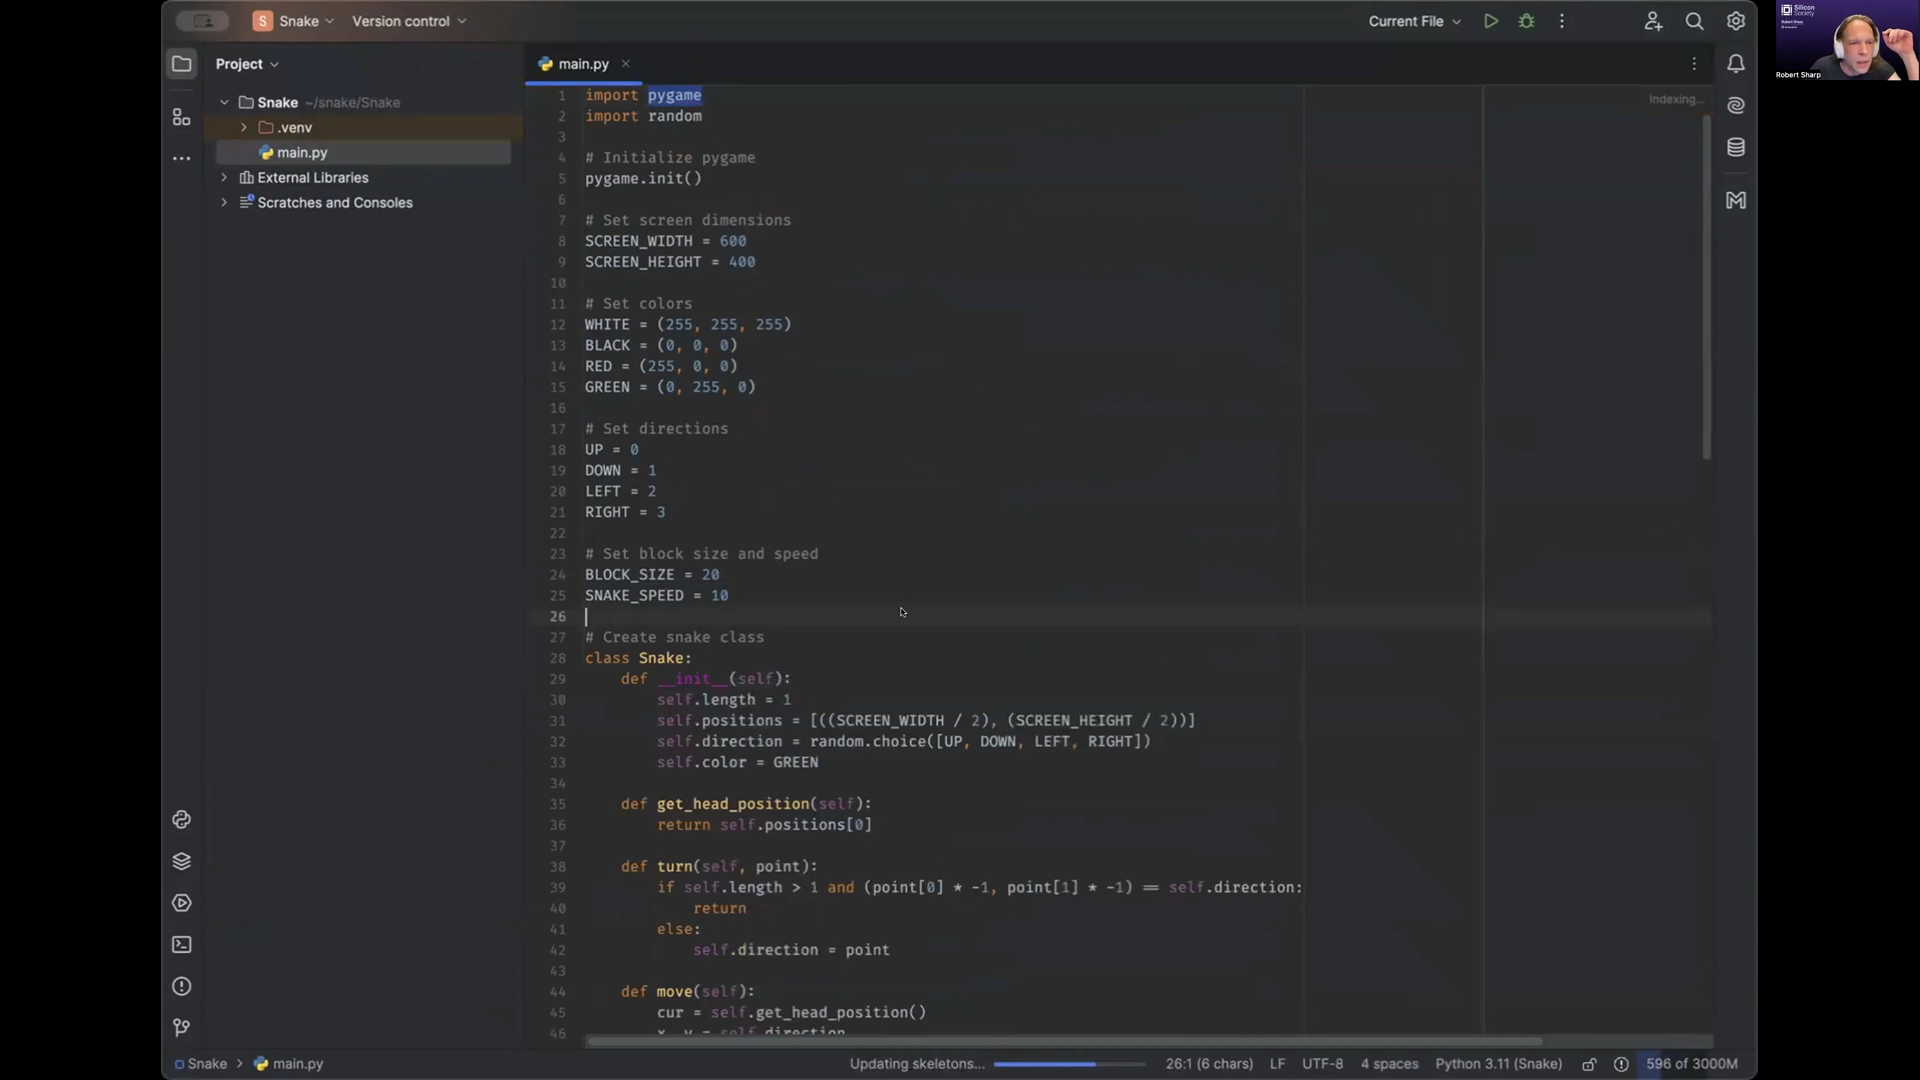 Snake
Version control
Current File
Silicon
Society
Robert Sharp
Robert Sharp
Project
main.py
Snake ~/snake/Snake
.venv
main.py
External Libraries
Scratches and Consoles
Indexing...
1 import pygame
2 import random
3
4 # Initialize pygame
5 pygame.init()
6
7 # Set screen dimensions
8 SCREEN_WIDTH = 600
9 SCREEN_HEIGHT = 400
10
11 # Set colors
12 WHITE = (255, 255, 255)
13 BLACK = (0, 0, 0)
14 RED = (255, 0, 0)
15 GREEN = (0, 255, 0)
16
17 # Set directions
18 UP = 0
19 DOWN = 1
20 LEFT = 2
21 RIGHT = 3
22
23 # Set block size and speed
24 BLOCK_SIZE = 20
25 SNAKE_SPEED = 10
26
27 # Create snake class
28 class Snake:
29 def __init__(self):
30 self.length = 1
31 self.positions = [((SCREEN_WIDTH / 2), (SCREEN_HEIGHT / 2))]
32 self.direction = random.choice([UP, DOWN, LEFT, RIGHT])
33 self.color = GREEN
34
35 def get_head_position(self):
36 return self.positions[0]
37
38 def turn(self, point):
39 if self.length > 1 and (point[0] * -1, point[1] * -1) == self.direction:
40 return
41 else:
42 self.direction = point
43
44 def move(self):
45 cur = self.get_head_position()
46 x, y = self.direction
Snake > main.py
Updating skeletons...
26:1 (6 chars)
LF
UTF-8
4 spaces
Python 3.11 (Snake)
596 of 3000M